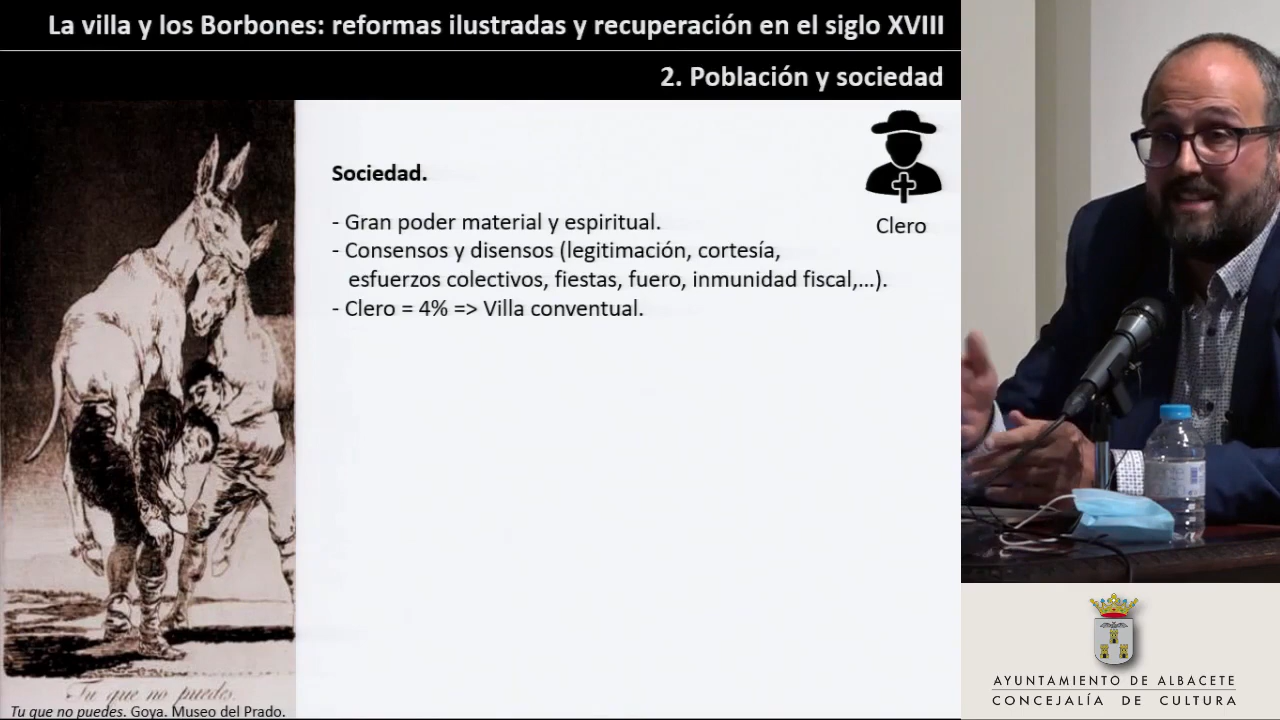 La villa y los Borbones: reformas ilustradas y recuperación en el siglo XVIII
2. Población y sociedad
Sociedad.
Clero
- Gran poder material y espiritual.
- Consensos y disensos (legitimación, cortesía,
esfuerzos colectivos, fiestas, fuero, inmunidad fiscal,...).
- Clero = 4% => Villa conventual.
Tu que no puedes.
Tu que no puedes. Goya. Museo del Prado.
AYUNTAMIENTO DE ALBACETE
CONCEJALÍA DE CULTURA